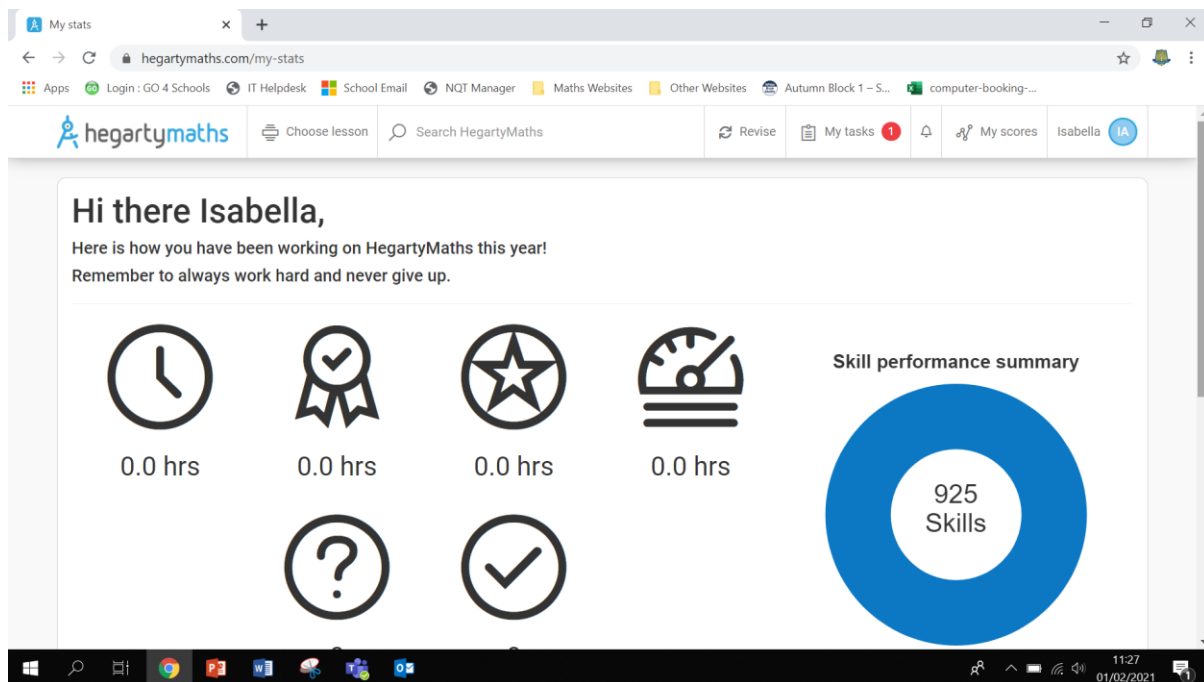 My stats
hegartymaths.com/my-stats
Apps GO Login : GO 4 Schools IT Helpdesk School Email NQT Manager Maths Websites Other Websites Autumn Block 1 – S... computer-booking-...
hegartymaths Choose lesson Search HegartyMaths Revise My tasks 1 My scores Isabella IA
Hi there Isabella,
Here is how you have been working on HegartyMaths this year!
Remember to always work hard and never give up.
Skill performance summary
0.0 hrs 0.0 hrs 0.0 hrs 0.0 hrs
925
Skills
11:27
01/02/2021